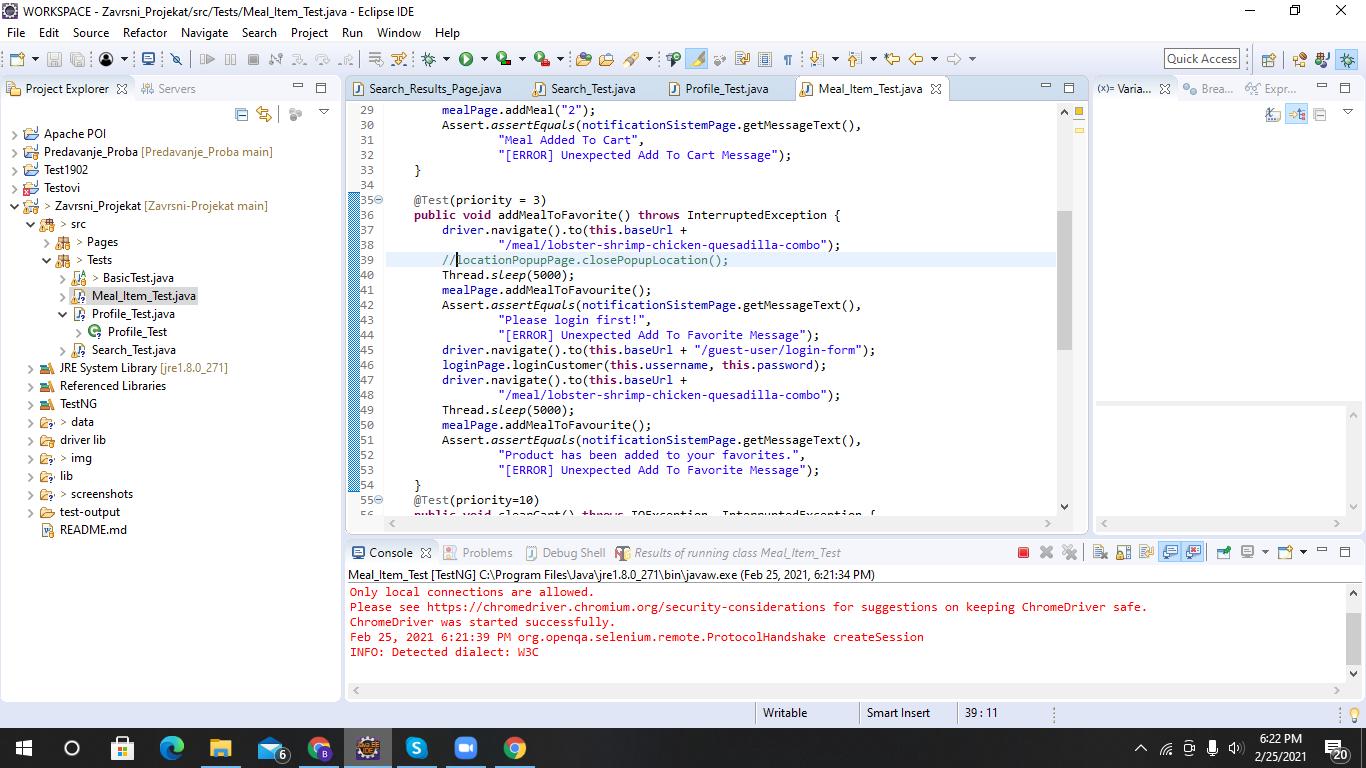 WORKSPACE - Zavrsni_Projekat/src/Tests/Meal_Item_Test.java - Eclipse IDE
File Edit Source Refactor Navigate Search Project Run Window Help
Quick Access
Project Explorer Servers
Apache POI
Predavanje_Proba [Predavanje_Proba main]
Test1902
Testovi
> Zavrsni_Projekat [Zavrsni-Projekat main]
> src
> Pages
> Tests
> BasicTest.java
Meal_Item_Test.java
Profile_Test.java
Profile_Test
Search_Test.java
JRE System Library [jre1.8.0_271]
Referenced Libraries
TestNG
> data
driver lib
> img
lib
> screenshots
test-output
README.md
Search_Results_Page.java Search_Test.java Profile_Test.java Meal_Item_Test.java
29 mealPage.addMeal("2");
30 Assert.assertEquals(notificationSistemPage.getMessageText(),
31 "Meal Added To Cart",
32 "[ERROR] Unexpected Add To Cart Message");
33 }
34
35 @Test(priority = 3)
36 public void addMealToFavorite() throws InterruptedException {
37 driver.navigate().to(this.baseUrl +
38 "/meal/lobster-shrimp-chicken-quesadilla-combo");
39 //locationPopupPage.closePopupLocation();
40 Thread.sleep(5000);
41 mealPage.addMealToFavourite();
42 Assert.assertEquals(notificationSistemPage.getMessageText(),
43 "Please login first!",
44 "[ERROR] Unexpected Add To Favorite Message");
45 driver.navigate().to(this.baseUrl + "/guest-user/login-form");
46 loginPage.loginCustomer(this.ussername, this.password);
47 driver.navigate().to(this.baseUrl +
48 "/meal/lobster-shrimp-chicken-quesadilla-combo");
49 Thread.sleep(5000);
50 mealPage.addMealToFavourite();
51 Assert.assertEquals(notificationSistemPage.getMessageText(),
52 "Product has been added to your favorites.",
53 "[ERROR] Unexpected Add To Favorite Message");
54 }
55 @Test(priority=10)
56 public void clearCart() throws IOException, InterruptedException {
(x)= Varia... Brea... Expr...
Console Problems Debug Shell Results of running class Meal_Item_Test
Meal_Item_Test [TestNG] C:\Program Files\Java\jre1.8.0_271\bin\javaw.exe (Feb 25, 2021, 6:21:34 PM)
Only local connections are allowed.
Please see https://chromedriver.chromium.org/security-considerations for suggestions on keeping ChromeDriver safe.
ChromeDriver was started successfully.
Feb 25, 2021 6:21:39 PM org.openqa.selenium.remote.ProtocolHandshake createSession
INFO: Detected dialect: W3C
Writable Smart Insert 39 : 11
6 B Java EE IDE S
6:22 PM
2/25/2021
20